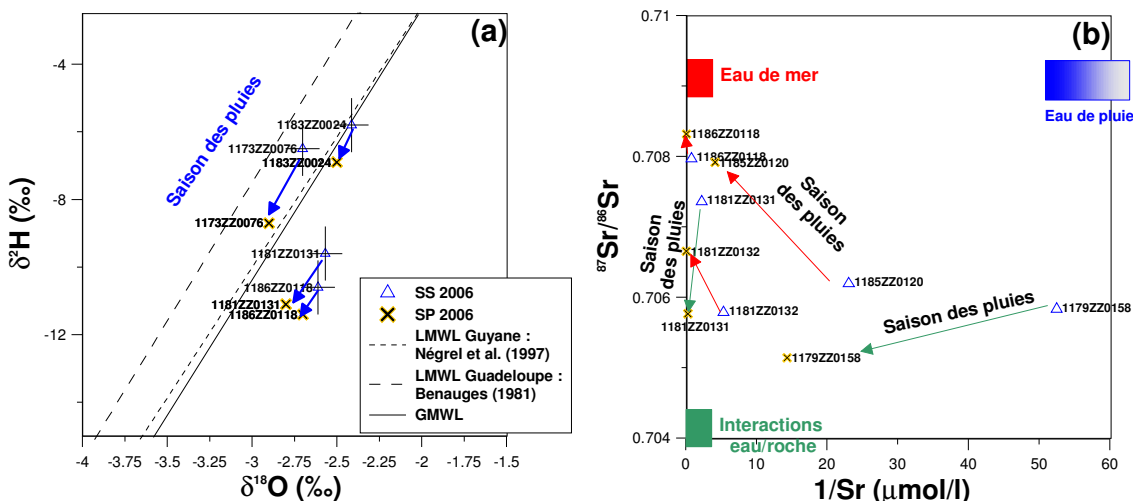 (a)
Saison des pluies
-4
-8
-12
δ²H (‰)
1183ZZ0024
1173ZZ0076
1183ZZ0024
1173ZZ0076
1181ZZ0131
1186ZZ0118
1181ZZ0131
1186ZZ0118
SS 2006
SP 2006
LMWL Guyane :
Négrel et al. (1997)
LMWL Guadeloupe :
Benauges (1981)
GMWL
-4
-3.75
-3.5
-3.25
-3
-2.75
-2.5
-2.25
-2
-1.75
-1.5
δ¹⁸O (‰)
(b)
0.71
0.708
0.706
0.704
⁸⁷Sr/⁸⁶Sr
Eau de mer
Eau de pluie
1186ZZ0118
1186ZZ0118
1185ZZ0120
1181ZZ0131
Saison
des pluies
Saison
des pluies
1181ZZ0132
1185ZZ0120
1181ZZ0132
1181ZZ0131
Saison des pluies
1179ZZ0158
1179ZZ0158
Interactions
eau/roche
0
10
20
30
40
50
60
1/Sr (μmol/l)